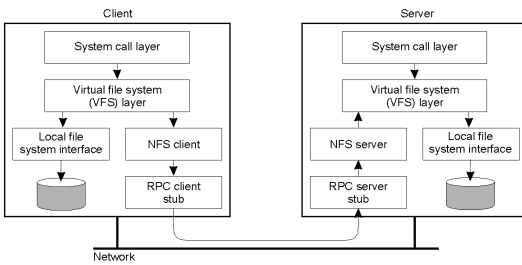 Client
System call layer
Virtual file system
(VFS) layer
Local file
system interface
NFS client
RPC client
stub
Server
System call layer
Virtual file system
(VFS) layer
NFS server
Local file
system interface
RPC server
stub
Network